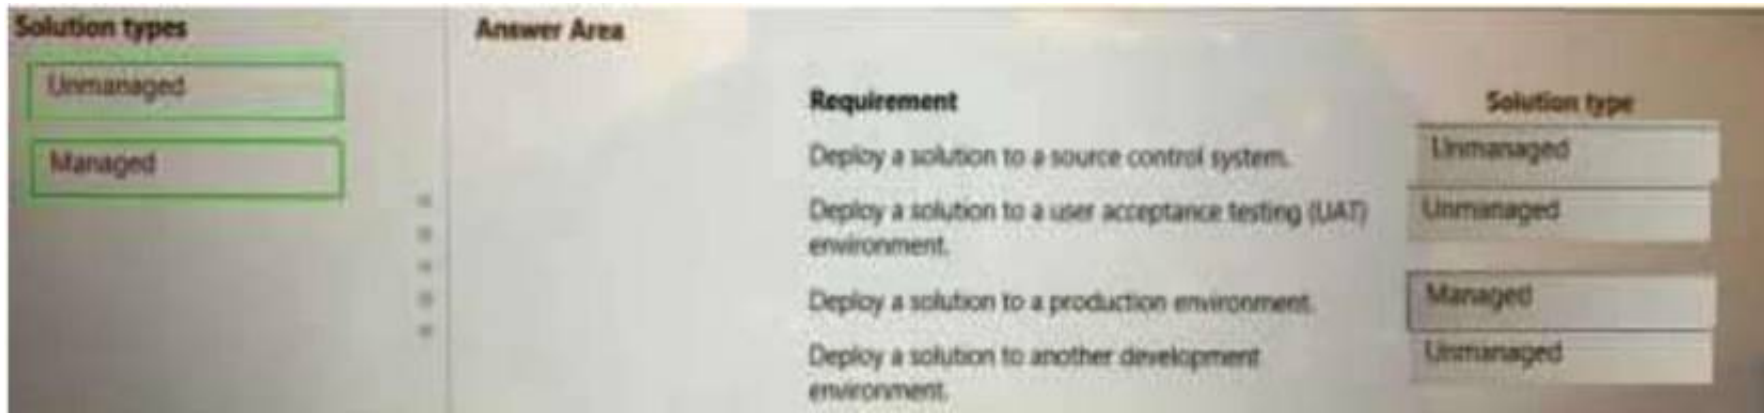 Solution types
Answer Area
Unmanaged
Managed
Requirement
Solution type
Deploy a solution to a source control system.
Unmanaged
Deploy a solution to a user acceptance testing (UAT)
environment.
Unmanaged
Deploy a solution to a production environment.
Managed
Deploy a solution to another development
environment.
Unmanaged